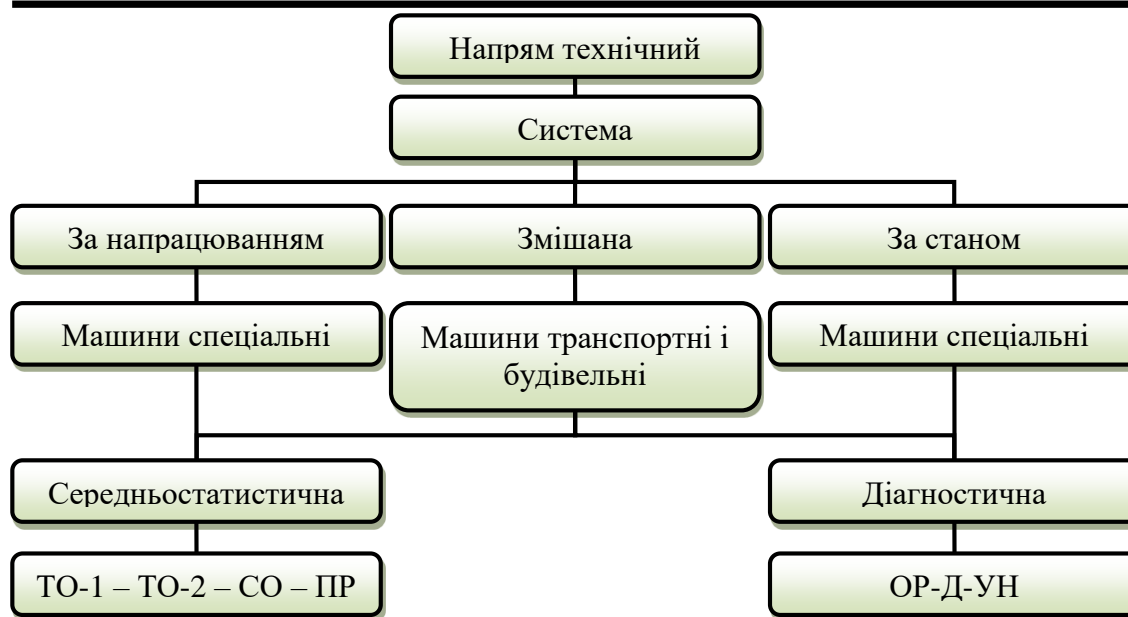 Напрям технічний
Система
За напрацюванням
Змішана
За станом
Машини спеціальні
Машини транспортні і
будівельні
Машини спеціальні
Середньостатистична
Діагностична
ТО-1 – ТО-2 – СО – ПР
ОР-Д-УН